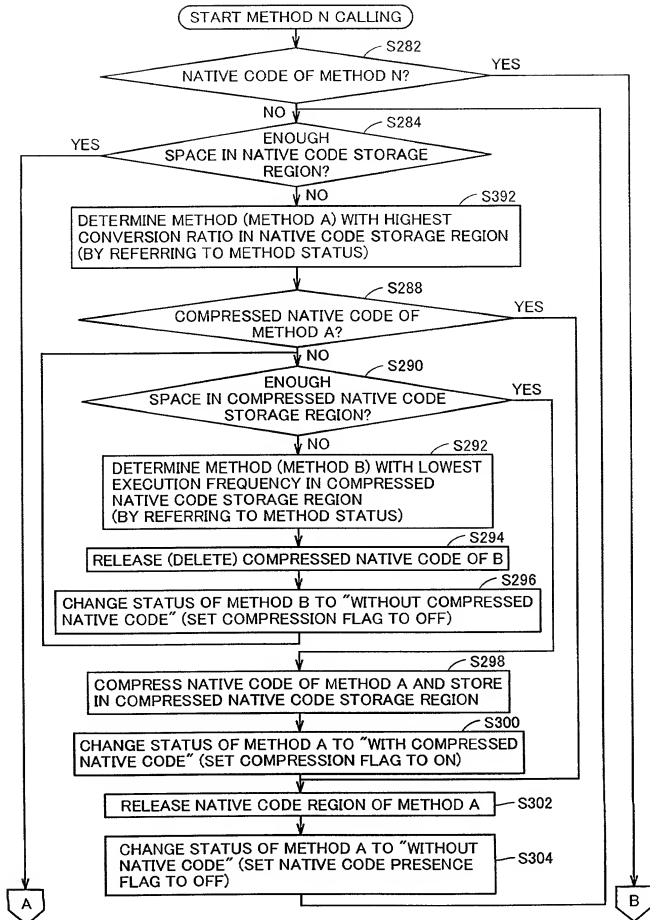 START METHOD N CALLING
S282
NATIVE CODE OF METHOD N?
YES
NO
S284
YES
ENOUGH
SPACE IN NATIVE CODE STORAGE
REGION?
NO
S392
DETERMINE METHOD (METHOD A) WITH HIGHEST
CONVERSION RATIO IN NATIVE CODE STORAGE REGION
(BY REFERRING TO METHOD STATUS)
S288
COMPRESSED NATIVE CODE OF
METHOD A?
YES
NO
S290
ENOUGH
SPACE IN COMPRESSED NATIVE CODE
STORAGE REGION?
YES
NO
S292
DETERMINE METHOD (METHOD B) WITH LOWEST
EXECUTION FREQUENCY IN COMPRESSED
NATIVE CODE STORAGE REGION
(BY REFERRING TO METHOD STATUS)
S294
RELEASE (DELETE) COMPRESSED NATIVE CODE OF B
S296
CHANGE STATUS OF METHOD B TO "WITHOUT COMPRESSED
NATIVE CODE" (SET COMPRESSION FLAG TO OFF)
S298
COMPRESS NATIVE CODE OF METHOD A AND STORE
IN COMPRESSED NATIVE CODE STORAGE REGION
S300
CHANGE STATUS OF METHOD A TO "WITH COMPRESSED
NATIVE CODE" (SET COMPRESSION FLAG TO ON)
RELEASE NATIVE CODE REGION OF METHOD A
S302
CHANGE STATUS OF METHOD A TO "WITHOUT
NATIVE CODE" (SET NATIVE CODE PRESENCE
FLAG TO OFF)
S304
A
B